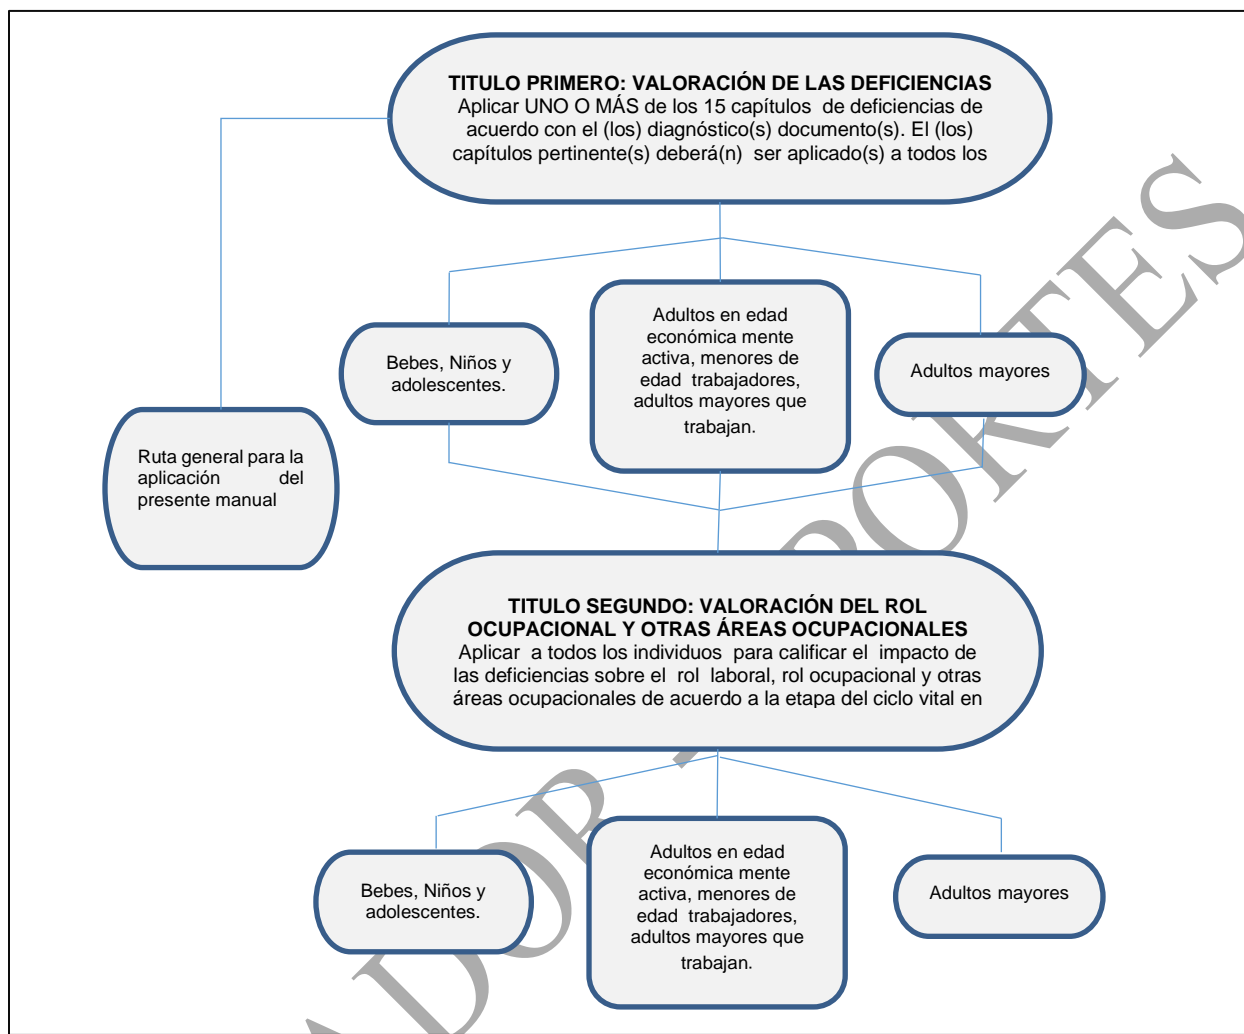 TITULO PRIMERO: VALORACIÓN DE LAS DEFICIENCIAS
Aplicar UNO O MÁS de los 15 capítulos de deficiencias de
acuerdo con el (los) diagnóstico(s) documento(s). El (los)
capítulos pertinente(s) deberá(n) ser aplicado(s) a todos los
Bebes, Niños y
adolescentes.
Adultos en edad
económica mente
activa, menores de
edad trabajadores,
adultos mayores que
trabajan.
Adultos mayores
Ruta general para la
aplicación del
presente manual
TITULO SEGUNDO: VALORACIÓN DEL ROL
OCUPACIONAL Y OTRAS ÁREAS OCUPACIONALES
Aplicar a todos los individuos para calificar el impacto de
las deficiencias sobre el rol laboral, rol ocupacional y otras
áreas ocupacionales de acuerdo a la etapa del ciclo vital en
Bebes, Niños y
adolescentes.
Adultos en edad
económica mente
activa, menores de
edad trabajadores,
adultos mayores que
trabajan.
Adultos mayores